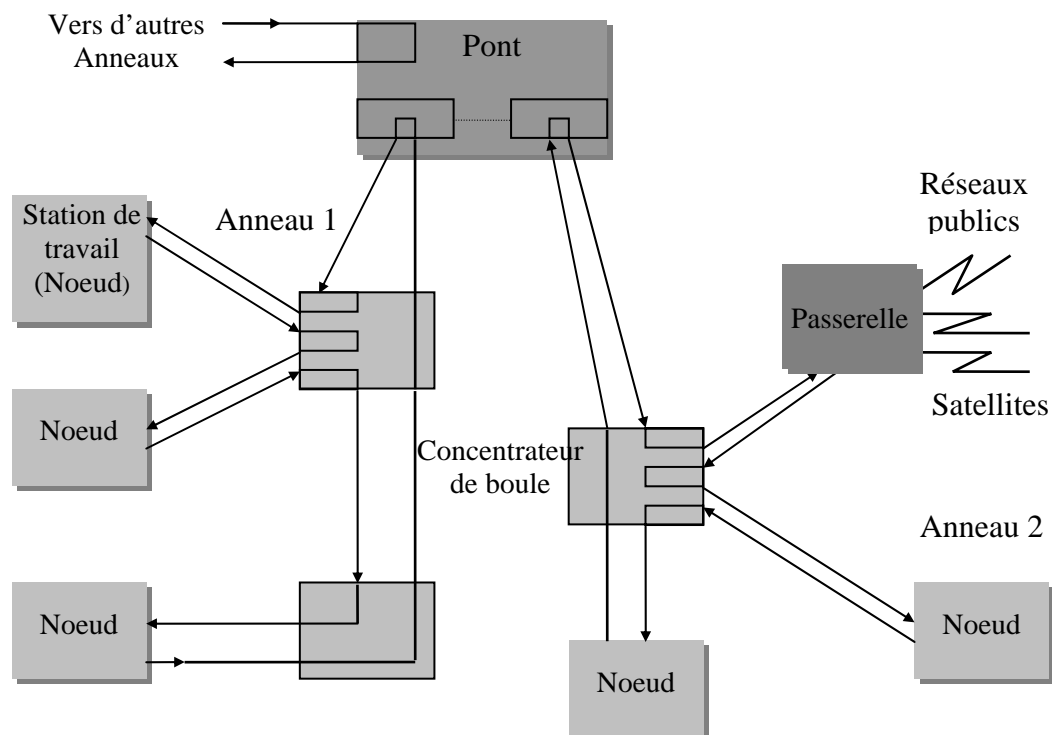 Vers d'autres
Anneaux
Pont
Station de
travail
(Noeud)
Anneau 1
Réseaux
publics
Passerelle
Noeud
Satellites
Concentrateur
de boule
Anneau 2
Noeud
Noeud
Noeud